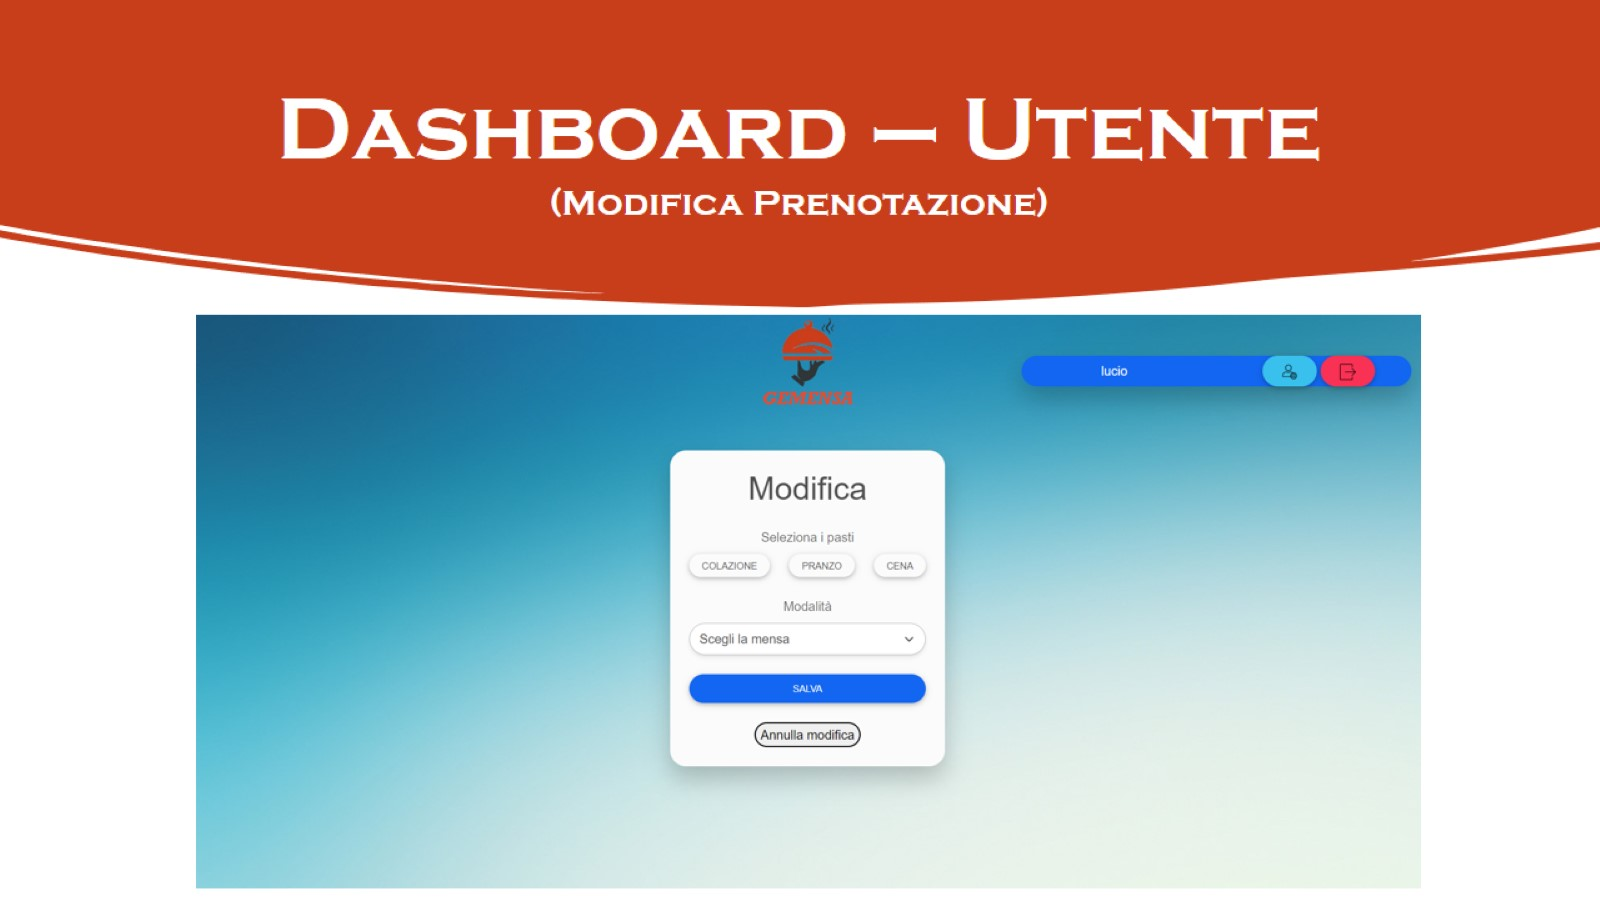 Dashboard – Utente
(Modifica Prenotazione)
GEMENSA
lucio
Modifica
Seleziona i pasti
COLAZIONE PRANZO CENA
Modalità
Scegli la mensa
SALVA
Annulla modifica